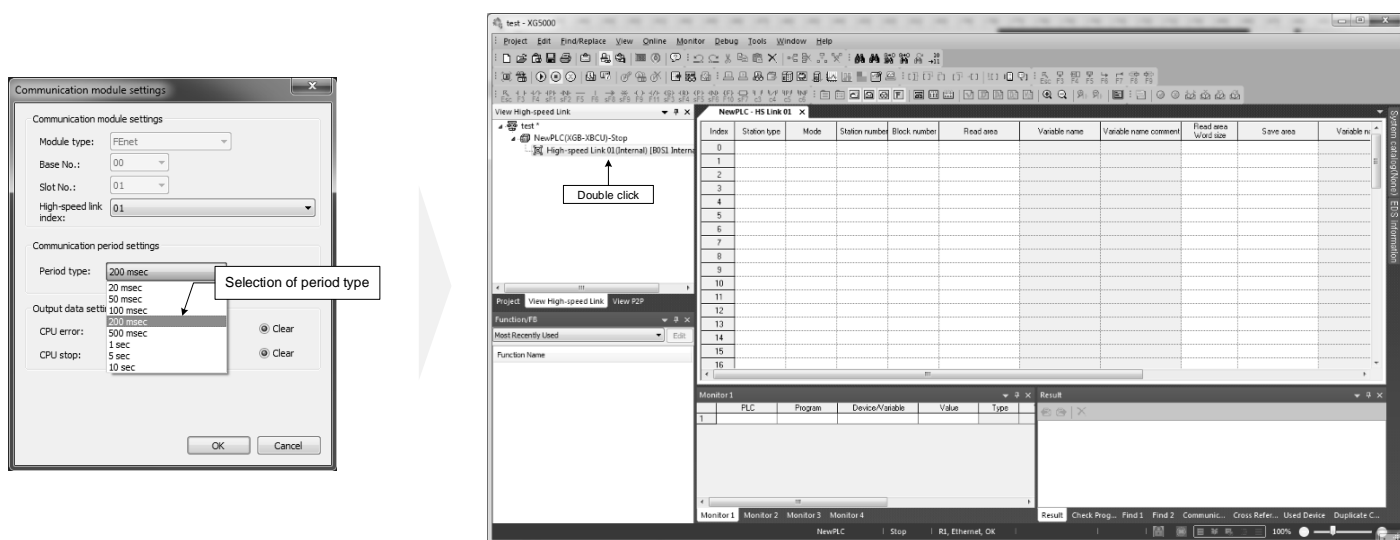 Communication module settings
Communication module settings
Module type: FEnet
Base No.: 00
Slot No.: 01
High-speed link index: 01
Communication period settings
Period type: 200 msec
Selection of period type
20 msec
50 msec
Output data setti
100 msec
200 msec
500 msec
1 sec
5 sec
10 sec
CPU error: Clear
CPU stop: Clear
OK Cancel
test - XG5000
Project Edit Find/Replace View Online Monitor Debug Tools Window Help
View High-speed Link
test *
NewPLC(XGB-XBCU)-Stop
High-speed Link 01(Internal) [B0S1 Interna
Double click
Project View High-speed Link View P2P
Function/FB
Most Recently Used Edit
Function Name
NewPLC - HS Link 01
Index Station type Mode Station number Block number Read area Variable name Variable name comment Read area Word size Save area Variable na
0
1
2
3
4
5
6
7
8
9
10
11
12
13
14
15
16
System catalog(None) EDS information
Monitor 1
PLC Program Device/Variable Value Type
1
Monitor 1 Monitor 2 Monitor 3 Monitor 4
Result
Result Check Prog... Find 1 Find 2 Communic... Cross Refer... Used Device Duplicate C...
NewPLC Stop R1, Ethernet, OK 100%